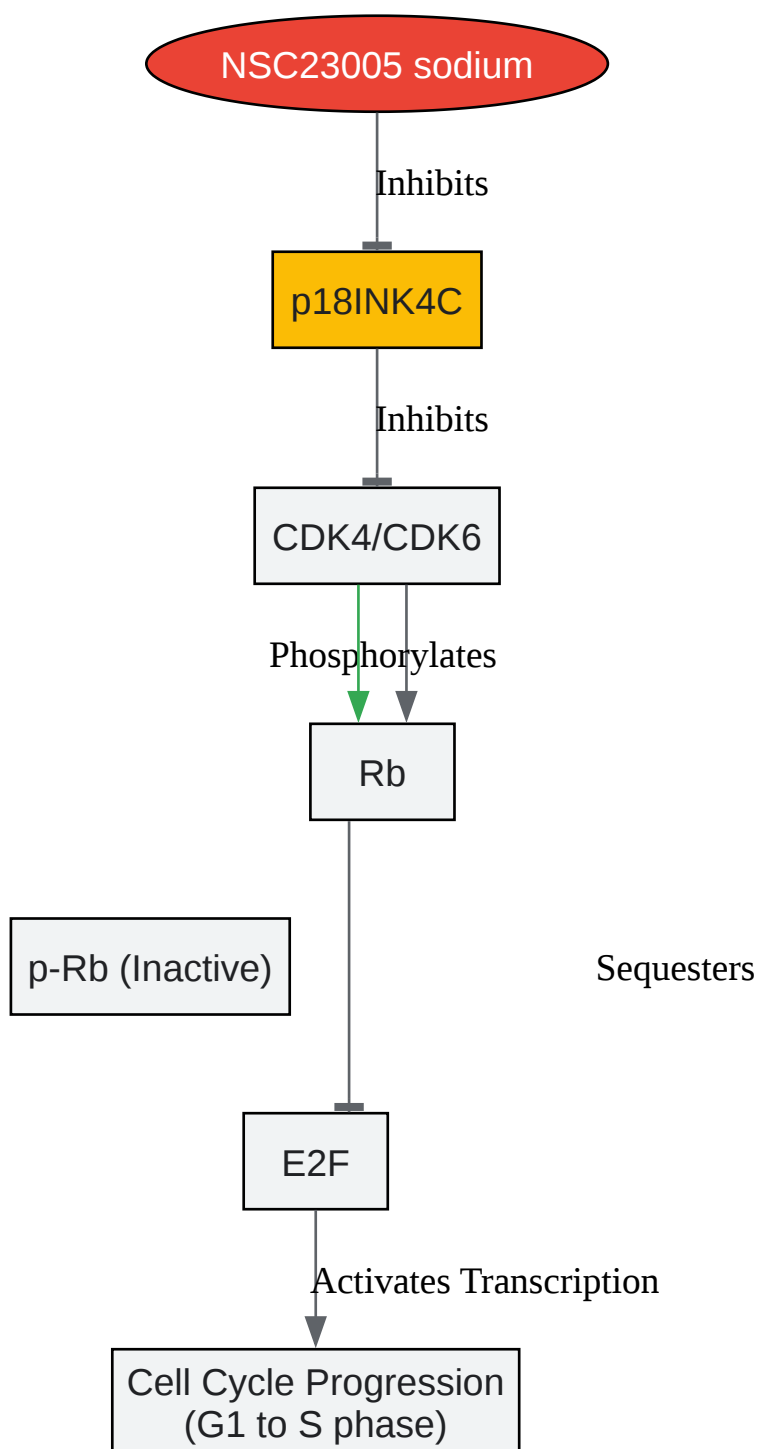 NSC23005 sodium
Inhibits
p18INK4C
Inhibits
CDK4/CDK6
Phosphorylates
Rb
p-Rb (Inactive)
Sequesters
E2F
Activates Transcription
Cell Cycle Progression
(G1 to S phase)